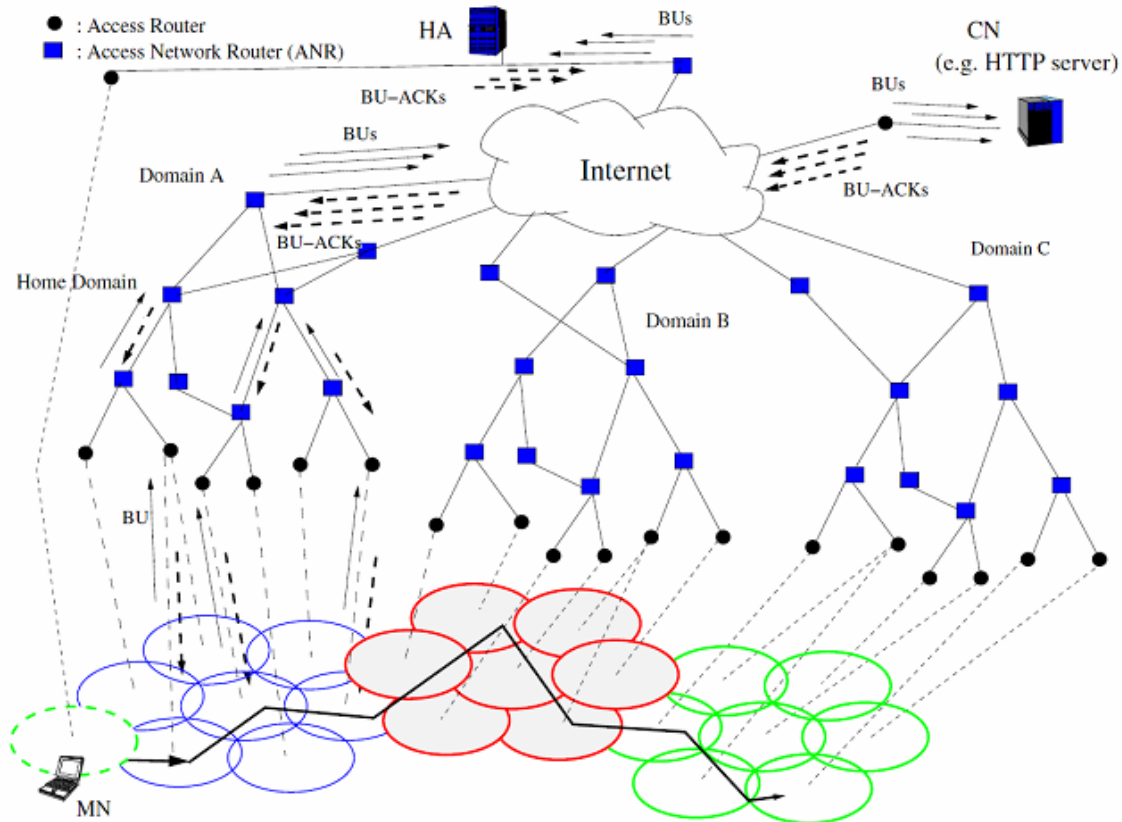 : Access Router
: Access Network Router (ANR)
HA
BUs
CN
(e.g. HTTP server)
BUs
BU-ACKs
BUs
Internet
Domain A
BU-ACKs
BU-ACKs
Home Domain
Domain C
Domain B
BU
MN